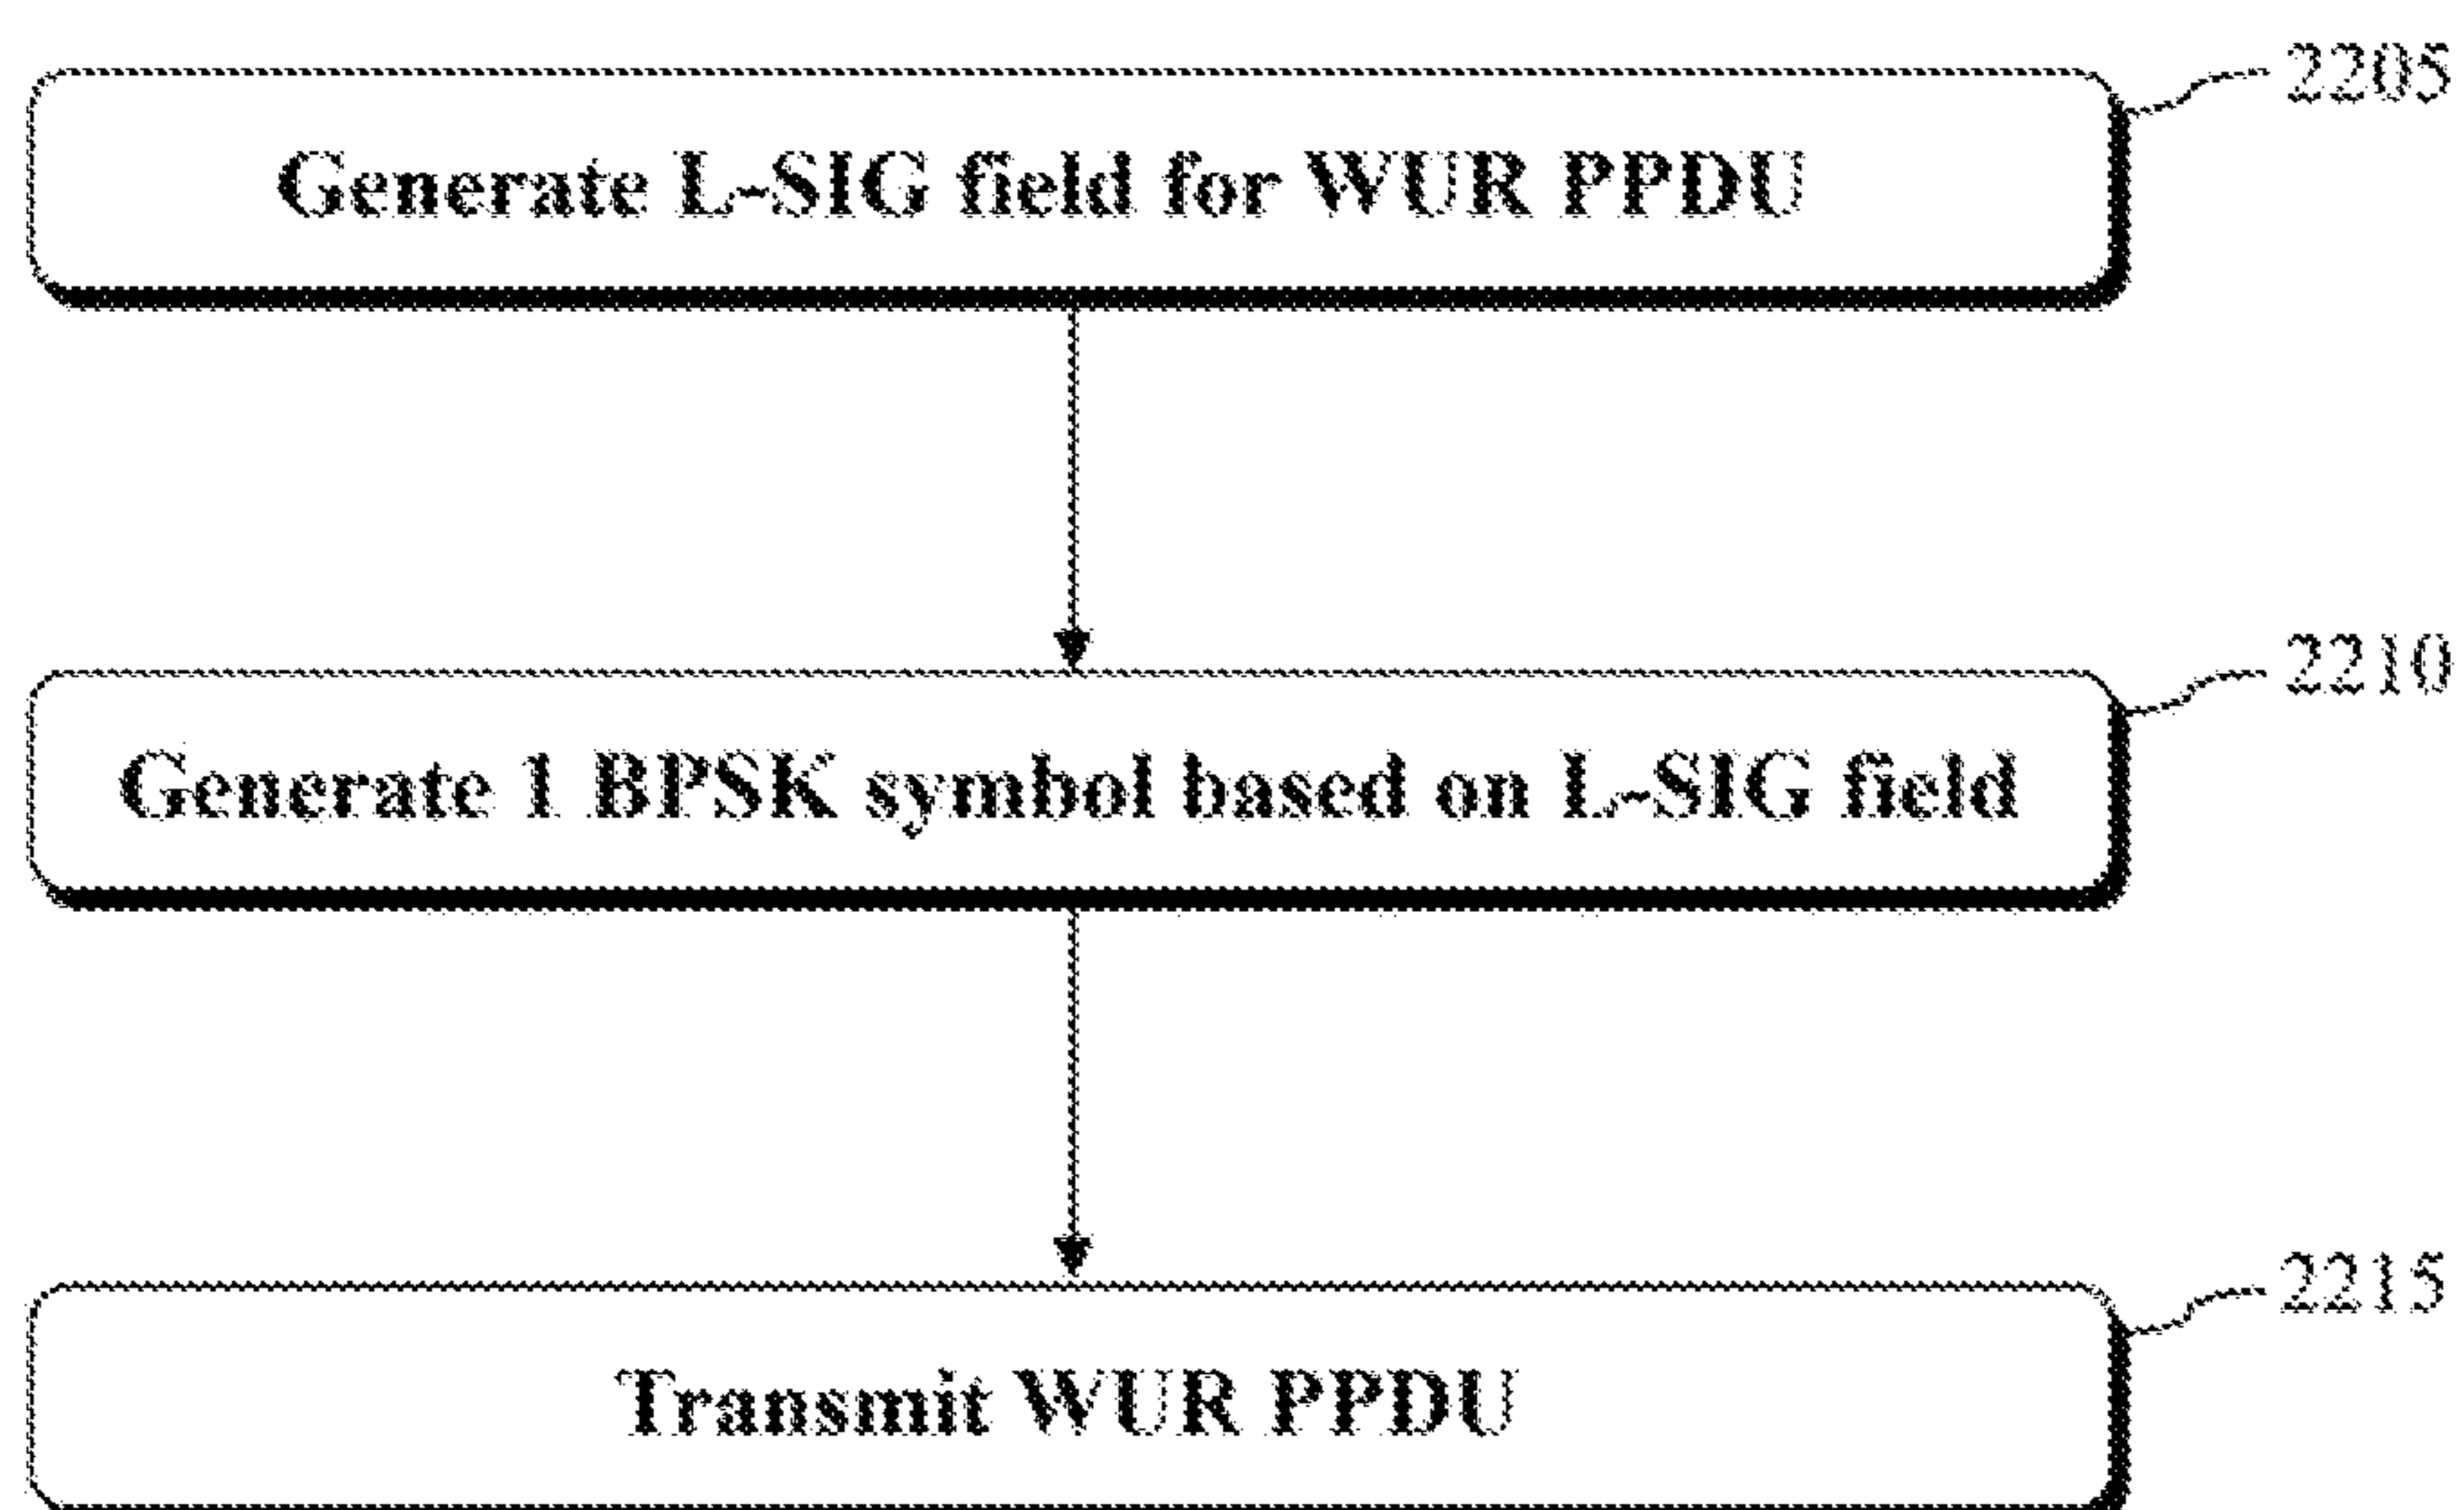 2205
Generate L-SIG field for WUR PPDU
2210
Generate 1 BPSK symbol based on L-SIG field
2215
Transmit WUR PPDU